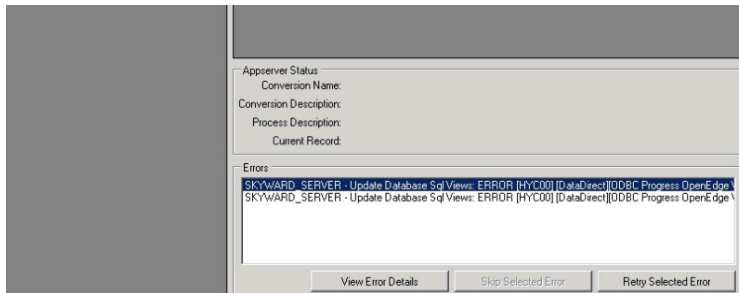 Appserver Status
Conversion Name:
Conversion Description:
Process Description:
Current Record:
Errors
SKYWARD_SERVER - Update Database Sql Views: ERROR [HYC00] [DataDirect][ODBC Progress OpenEdge
SKYWARD_SERVER - Update Database Sql Views: ERROR [HYC00] [DataDirect][ODBC Progress OpenEdge
View Error Details Skip Selected Error Retry Selected Error